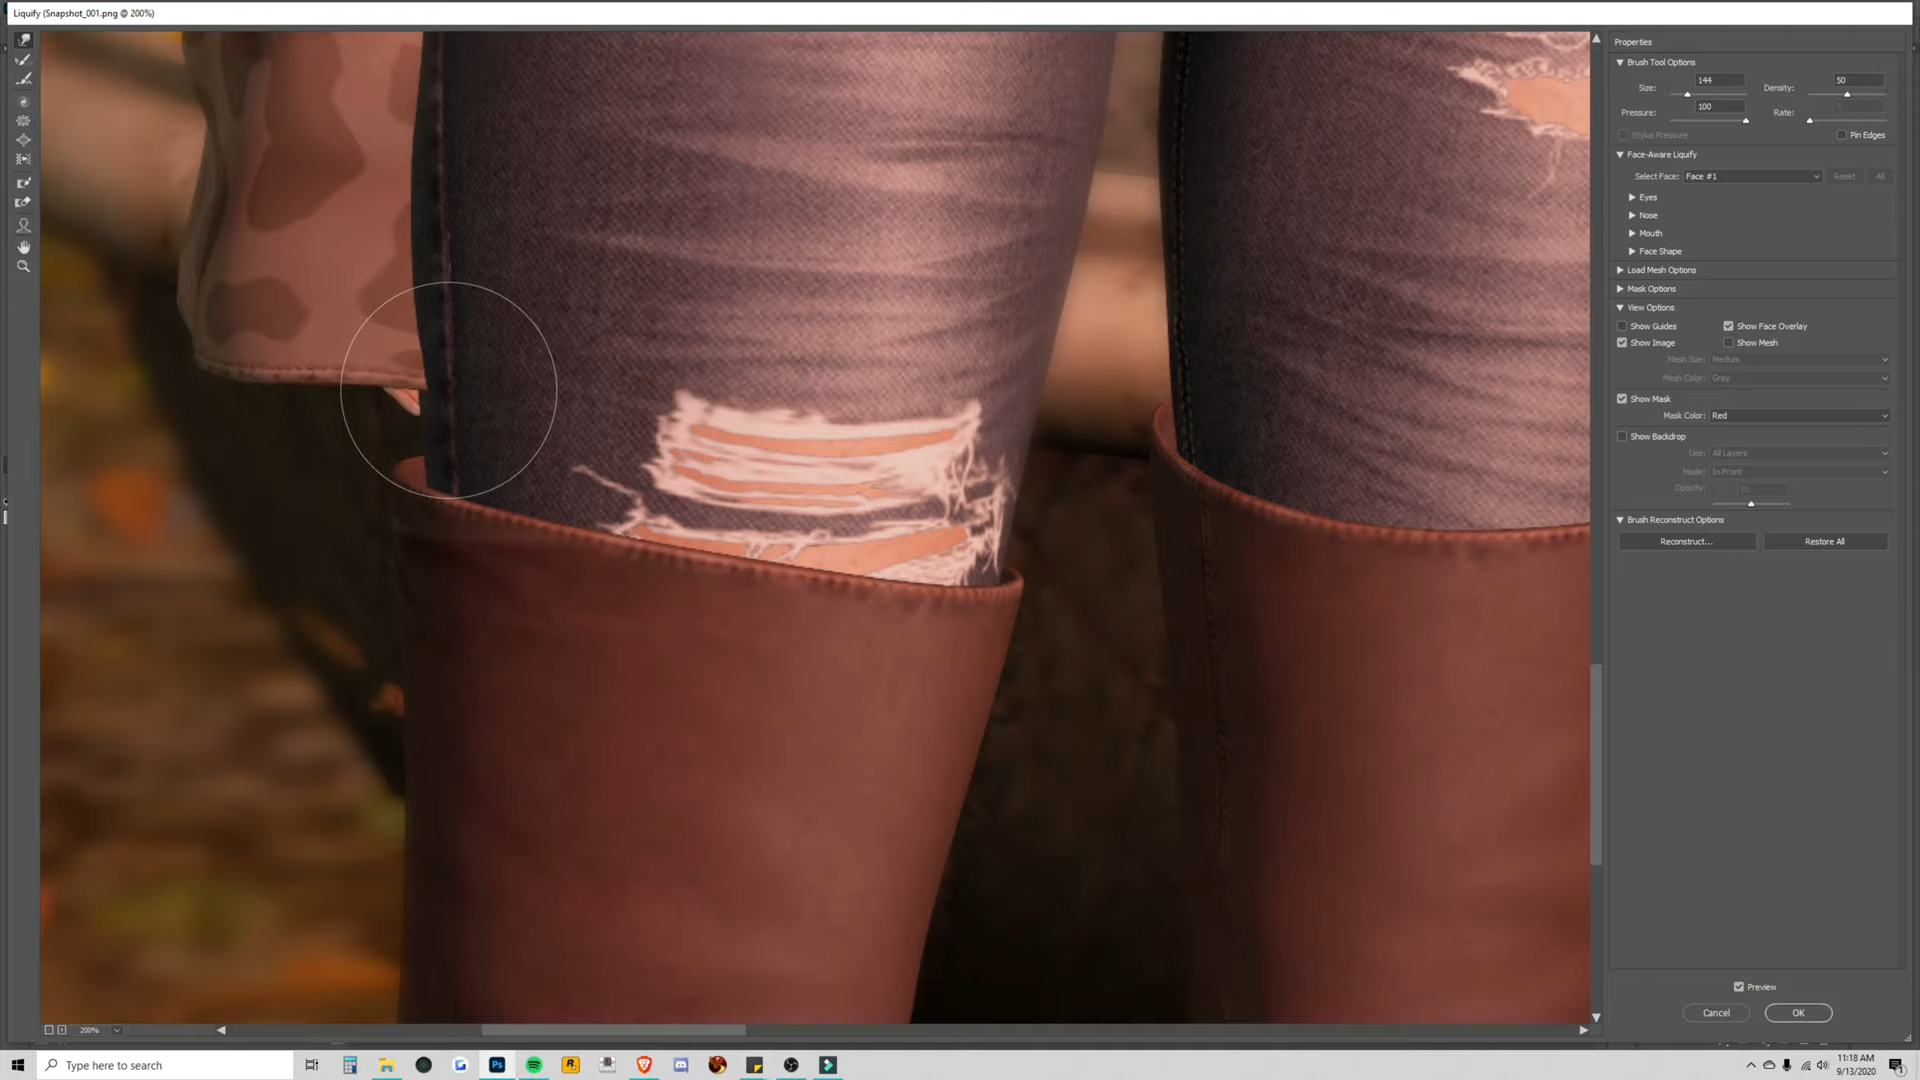 Liquify (Snapshot_001.png @ 200%)
Properties
Brush Tool Options
Size: 144
Density: 50
Pressure: 100
Rate:
Stylus Pressure
Pin Edges
Face-Aware Liquify
Select Face: Face #1
Reset
All
Eyes
Nose
Mouth
Face Shape
Load Mesh Options
Mask Options
View Options
Show Guides
Show Face Overlay
Show Image
Show Mesh
Mesh Size: Medium
Mesh Color: Gray
Show Mask
Mask Color: Red
Show Backdrop
Use: All Layers
Mode: In Front
Opacity: 50
Brush Reconstruct Options
Reconstruct...
Restore All
Preview
Cancel
OK
200%
Type here to search
Ps
11:18 AM
9/13/2020